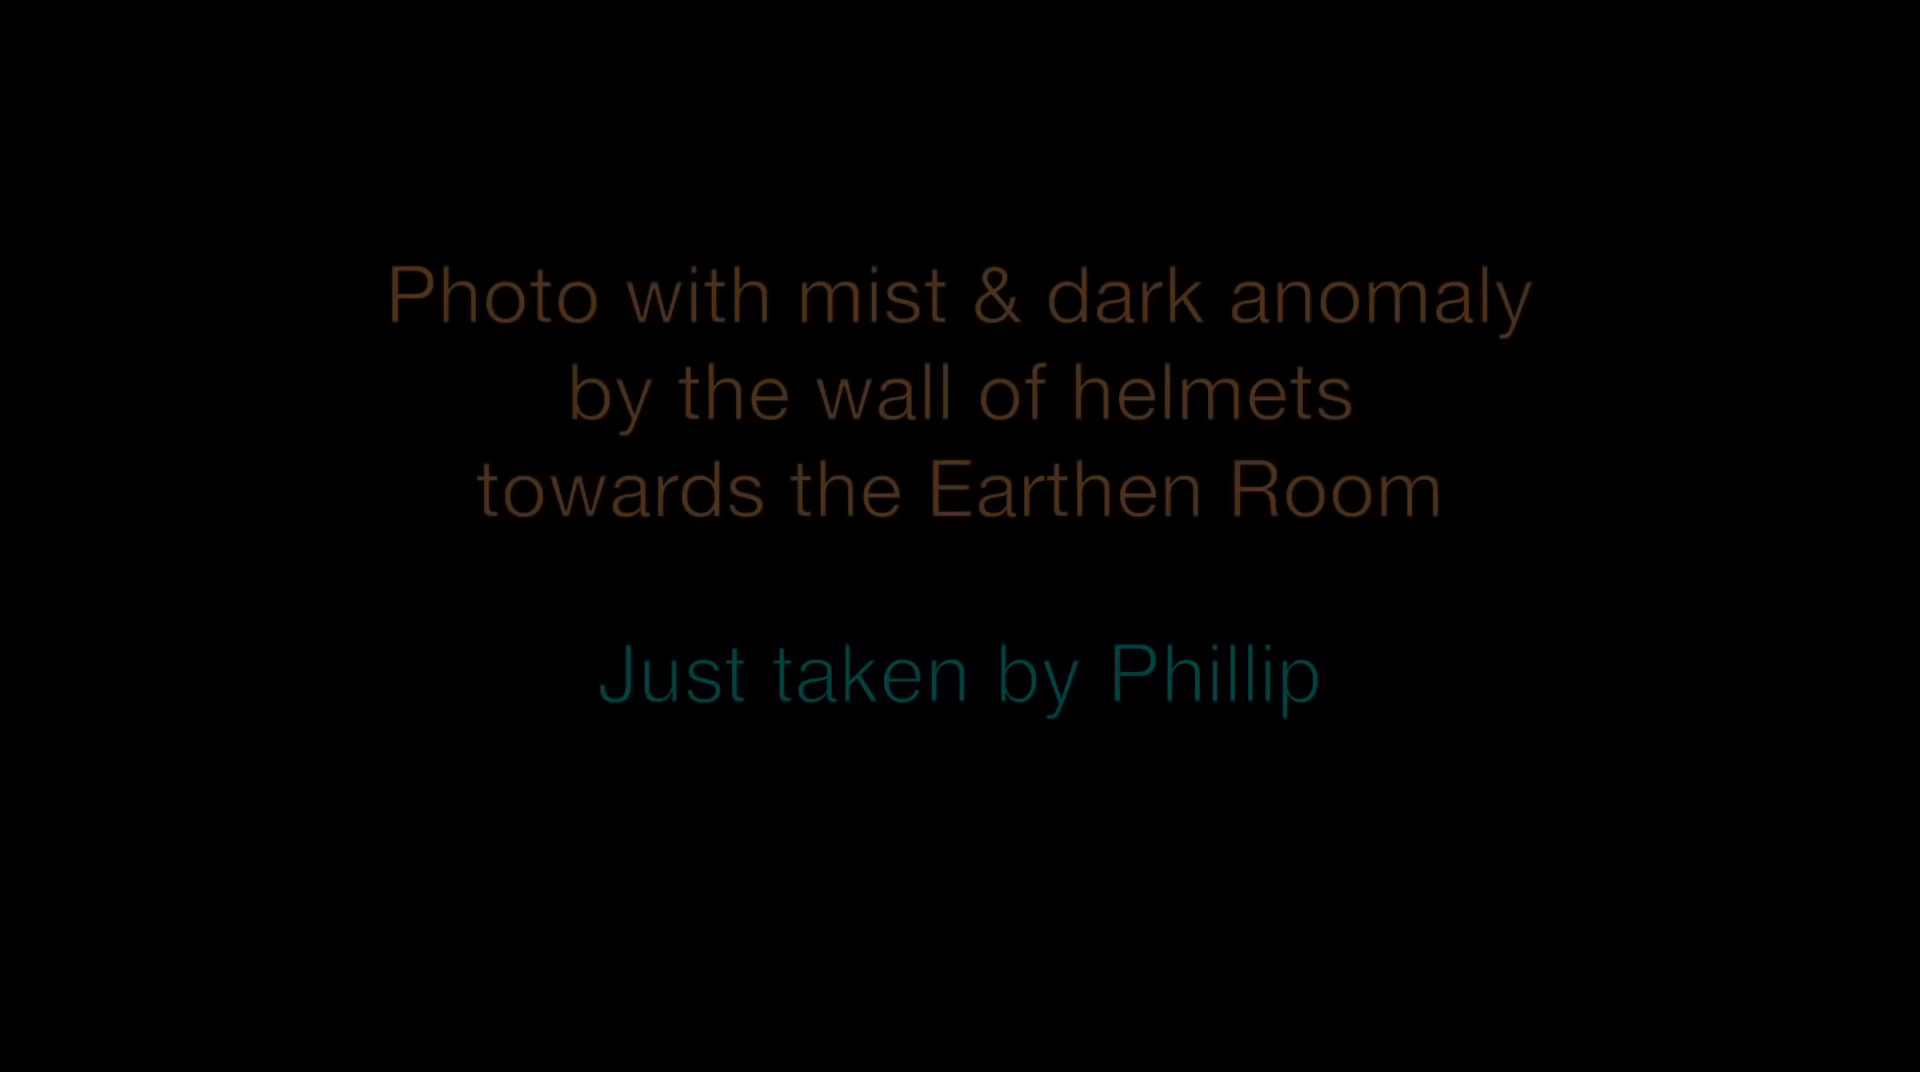 Photo with mist & dark anomaly
by the wall of helmets
towards the Earthen Room
Just taken by Phillip